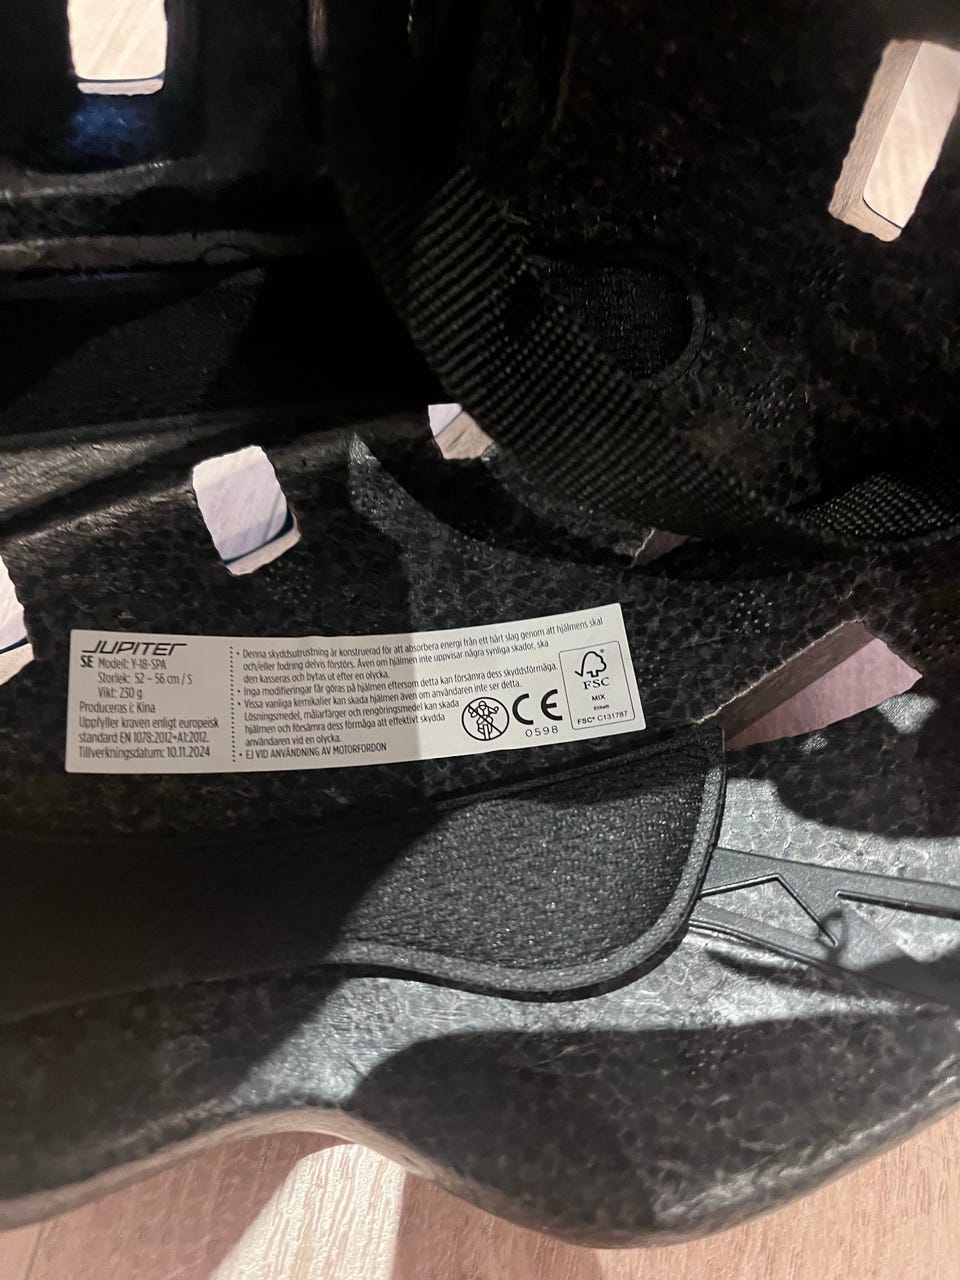 JUPITER
SE Modell: Y-18-SPA
Storlek: 52 – 56 cm / S
Vikt: 230 g
Produceras i: Kina
Uppfyller kraven enligt europeisk
standard EN 1078:2012+A1:2012.
Tillverkningsdatum: 10.11.2024
• Denna skyddsutrustning är konstruerad för att absorbera energi från ett hårt slag genom att hjälmens skal
och/eller fodring delvis förstörs. Även om hjälmen inte uppvisar några synliga skador, ska
den kasseras och bytas ut efter en olycka.
• Inga modifieringar får göras på hjälmen eftersom detta kan försämra dess skyddsförmåga.
• Vissa vanliga kemikalier kan skada hjälmen även om användaren inte ser detta.
Lösningsmedel, målarfärger och rengöringsmedel kan skada
hjälmen och försämra dess förmåga att effektivt skydda
användaren vid en olycka.
• EJ VID ANVÄNDNING AV MOTORFORDON
CE
0598
FSC
MIX
Etikett
FSC® C131787